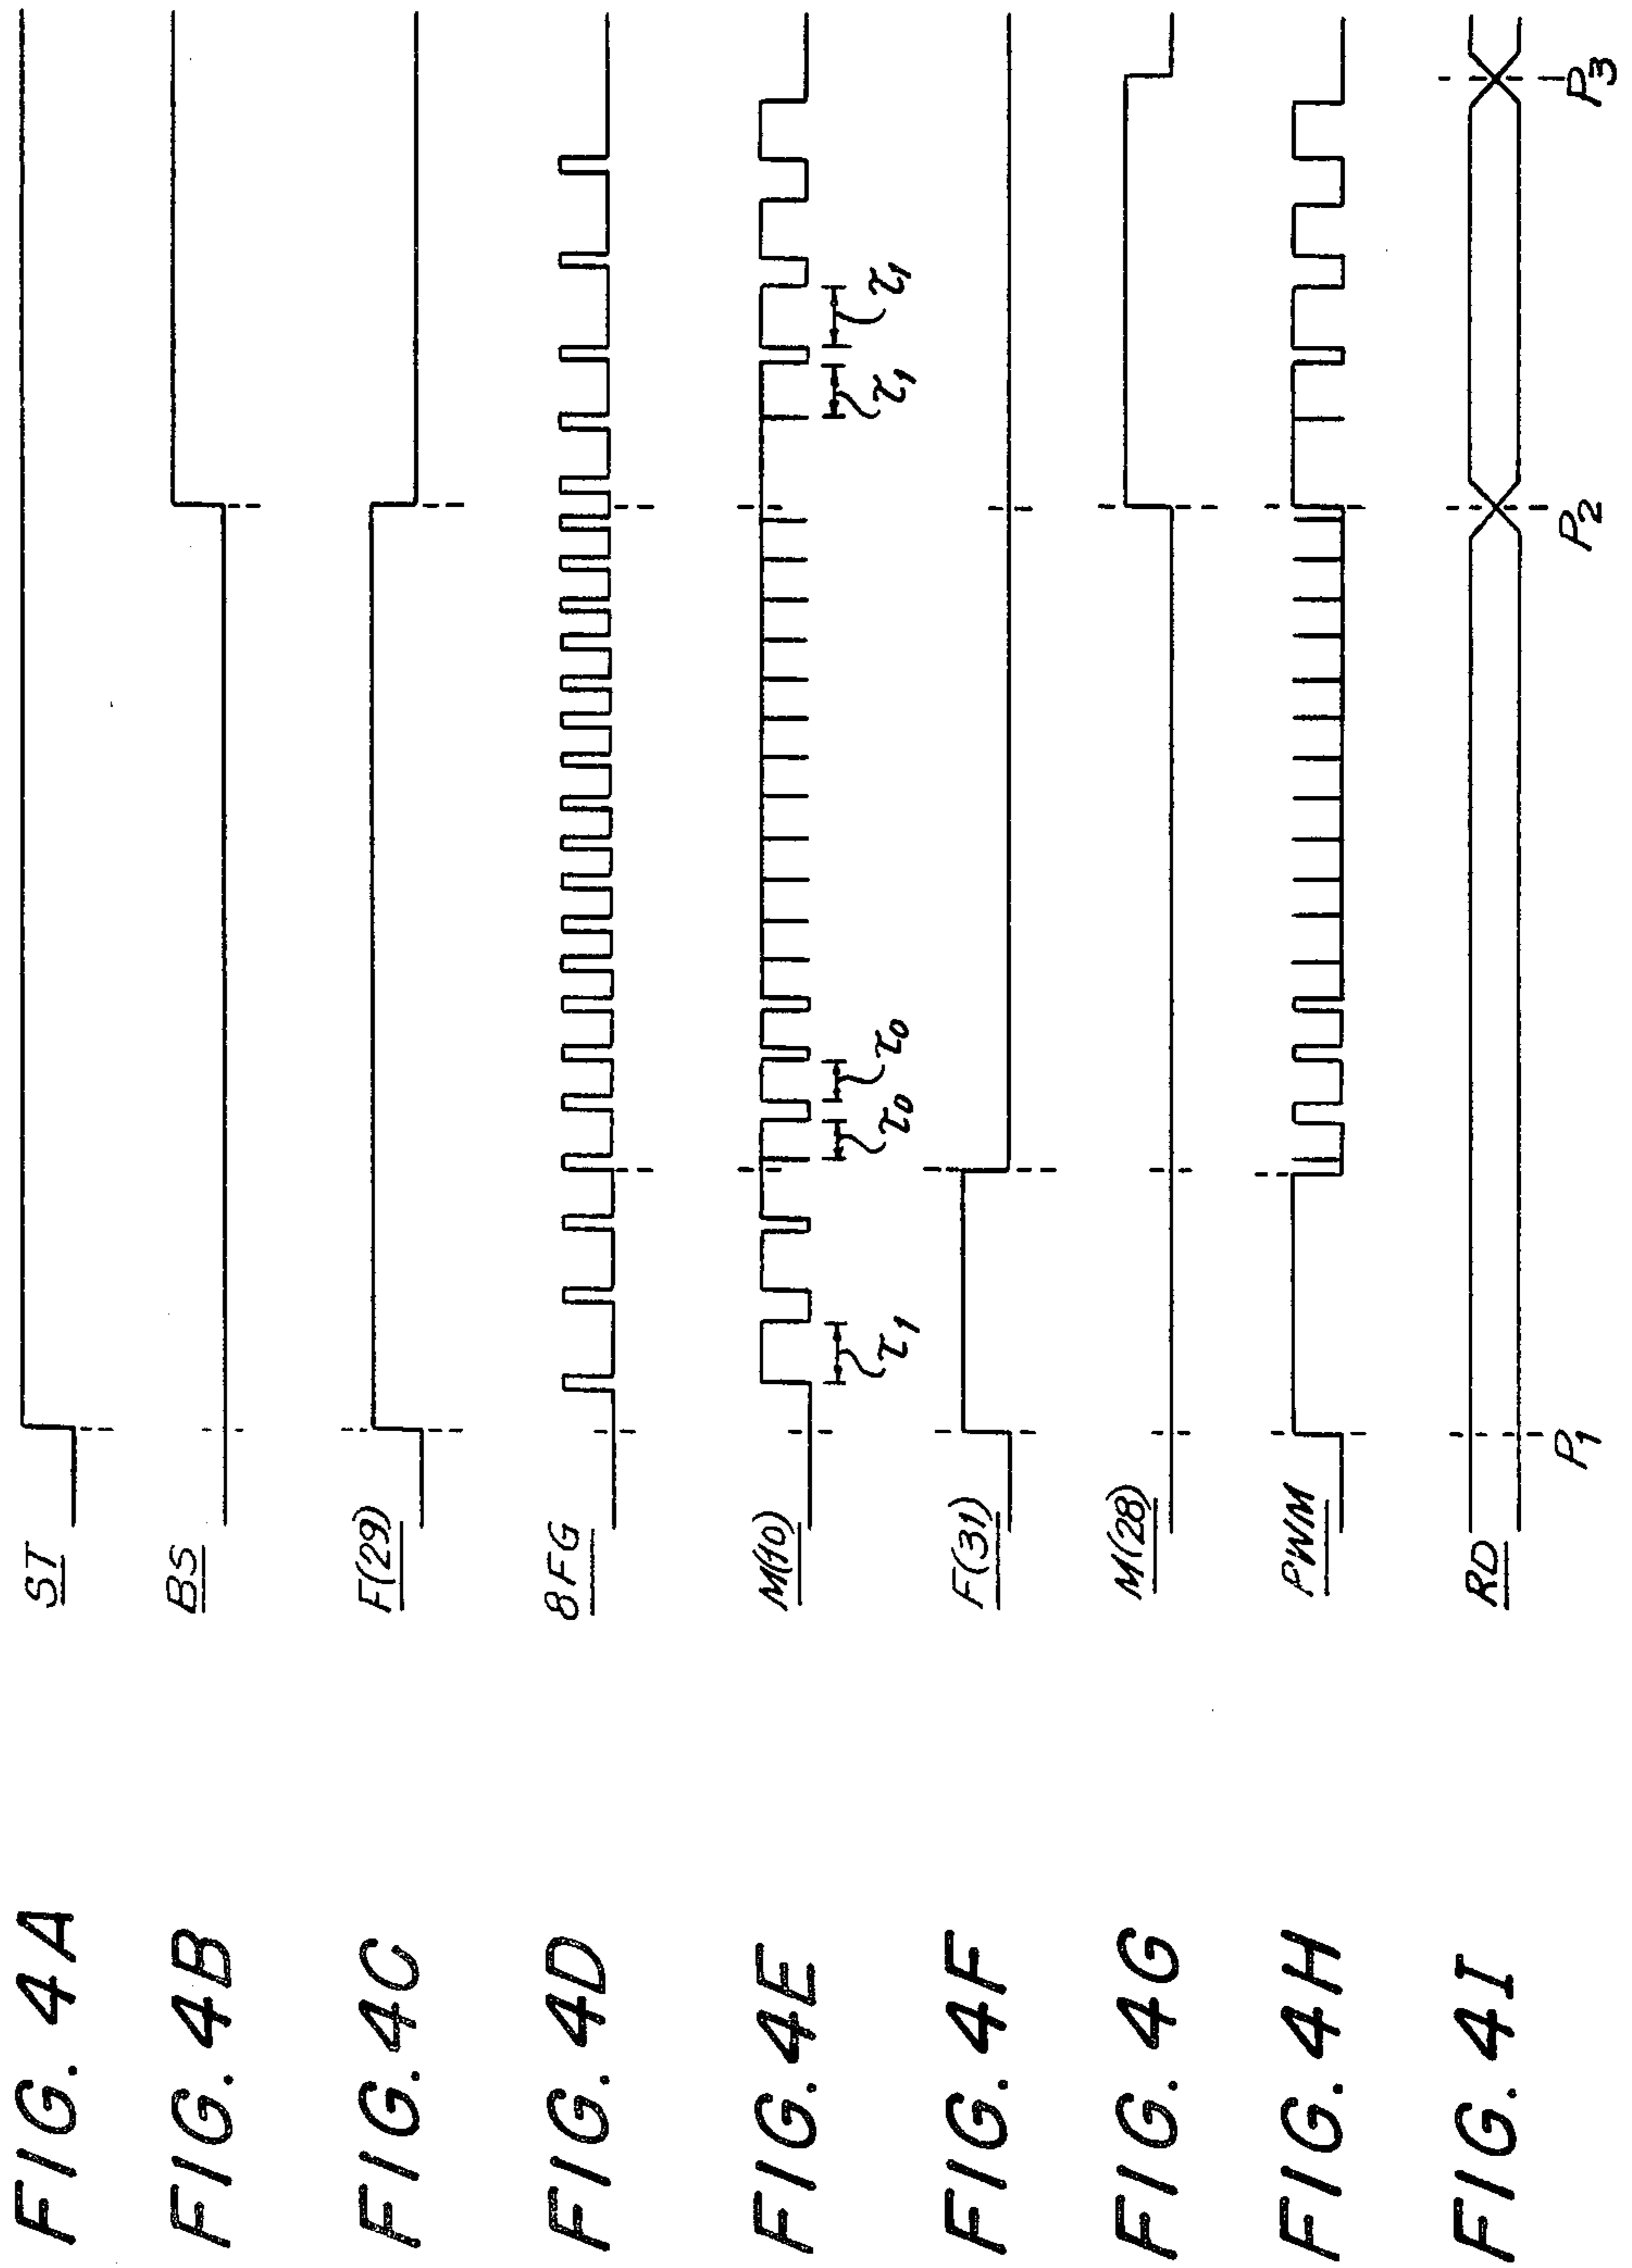 FIG. 4A ST
FIG. 4B BS
FIG. 4C F(29)
FIG. 4D 8FG
FIG. 4E M(10)
τ1 τ0 τ0 τ1 τ1
FIG. 4F F(31)
FIG. 4G M(28)
FIG. 4H PWM
FIG. 4I RD
P1 P2 P3